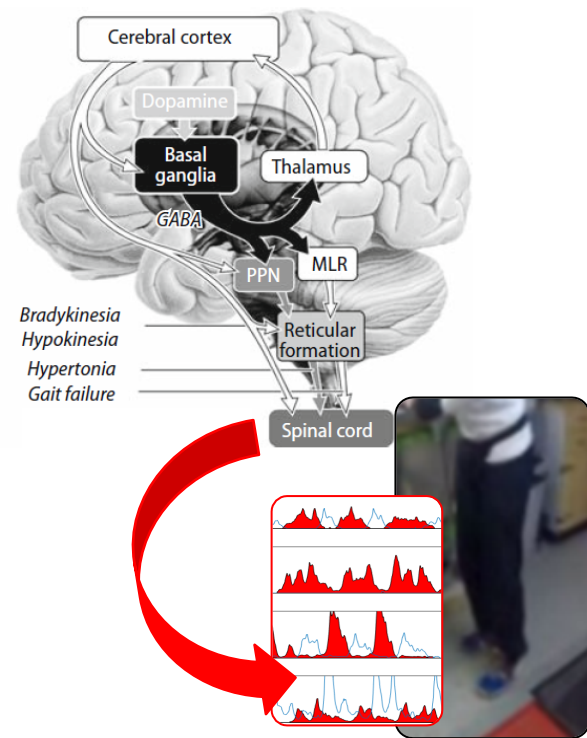 Cerebral cortex
Dopamine
Basal
ganglia
Thalamus
GABA
PPN
MLR
Bradykinesia
Hypokinesia
Reticular
formation
Hypertonia
Gait failure
Spinal cord